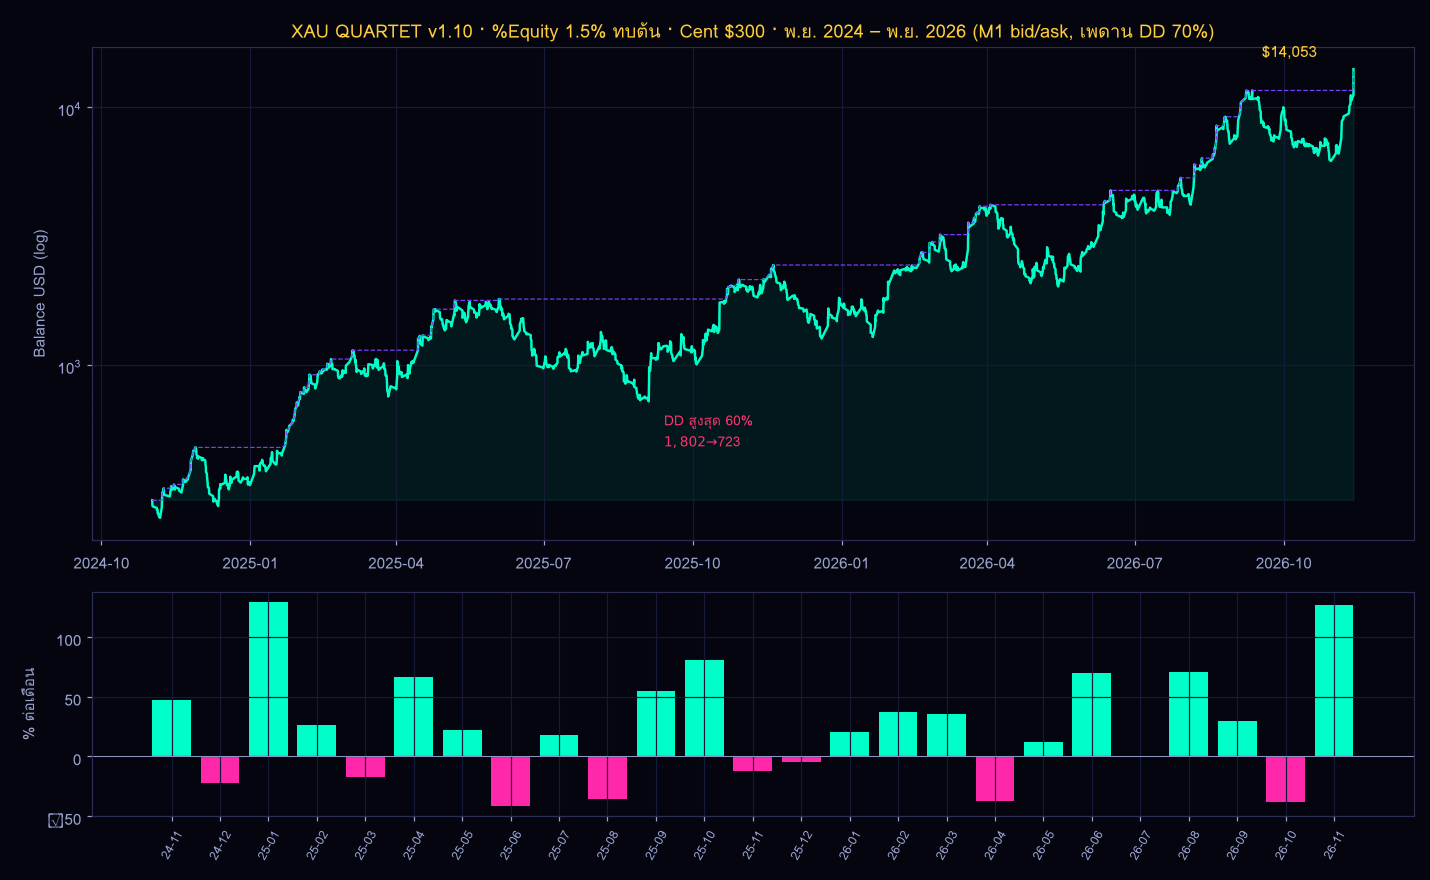 XAU QUARTET v1.10 · %Equity 1.5% ทบต้น · Cent $300 · พ.ย. 2024 – พ.ย. 2026 (M1 bid/ask, เพดาน DD 70%)
$14,053
Balance USD (log)
10⁴
10³
DD สูงสุด 60%
1, 802→723
2024-10 2025-01 2025-04 2025-07 2025-10 2026-01 2026-04 2026-07 2026-10
% ต่อเดือน
100
50
0
50
24-11 24-12 25-01 25-02 25-03 25-04 25-05 25-06 25-07 25-08 25-09 25-10 25-11 25-12 26-01 26-02 26-03 26-04 26-05 26-06 26-07 26-08 26-09 26-10 26-11